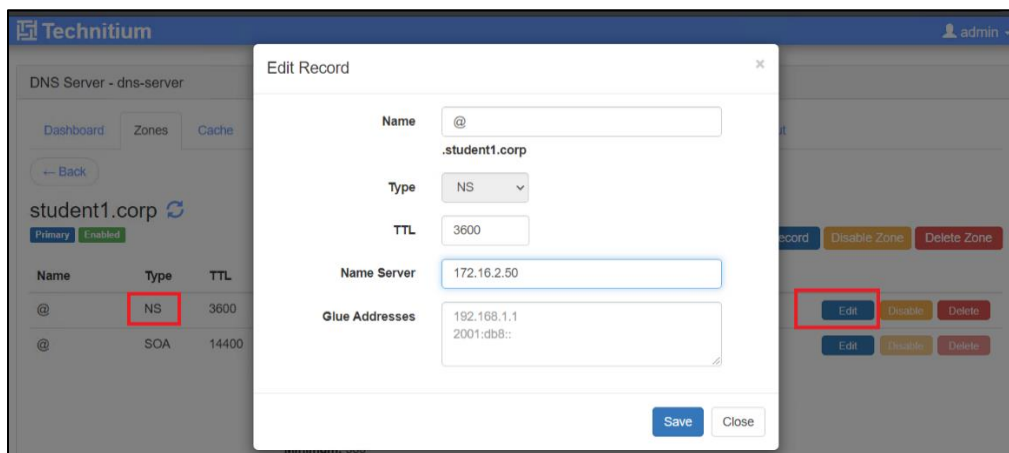 Technitium
admin
Edit Record
×
DNS Server - dns-server
Dashboard Zones Cache
← Back
student1.corp
Primary Enabled
Name Type TTL
@ NS 3600
@ SOA 14400
Name @
.student1.corp
Type NS
TTL 3600
Name Server 172.16.2.50
Glue Addresses 192.168.1.1
2001:db8::
Save Close
Disable Zone Delete Zone
Edit Disable Delete
Edit Disable Delete